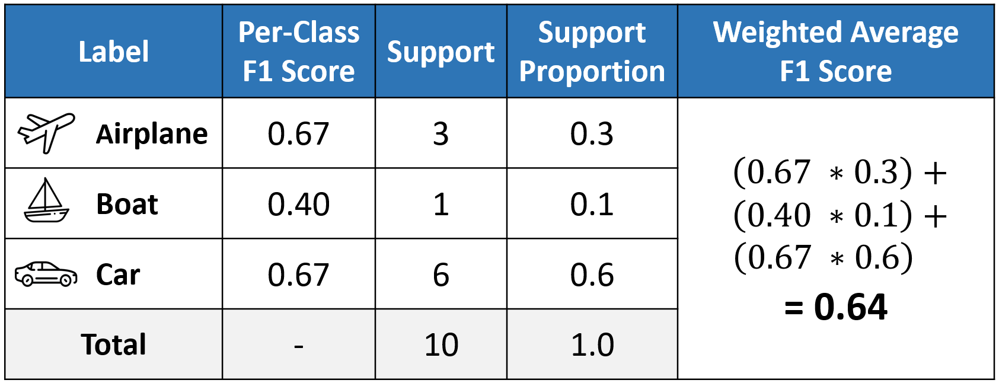 Label Per-Class F1 Score Support Support Proportion Weighted Average F1 Score
Airplane 0.67 3 0.3
Boat 0.40 1 0.1
Car 0.67 6 0.6
Total - 10 1.0
(0.67 * 0.3) +
(0.40 * 0.1) +
(0.67 * 0.6)
= 0.64